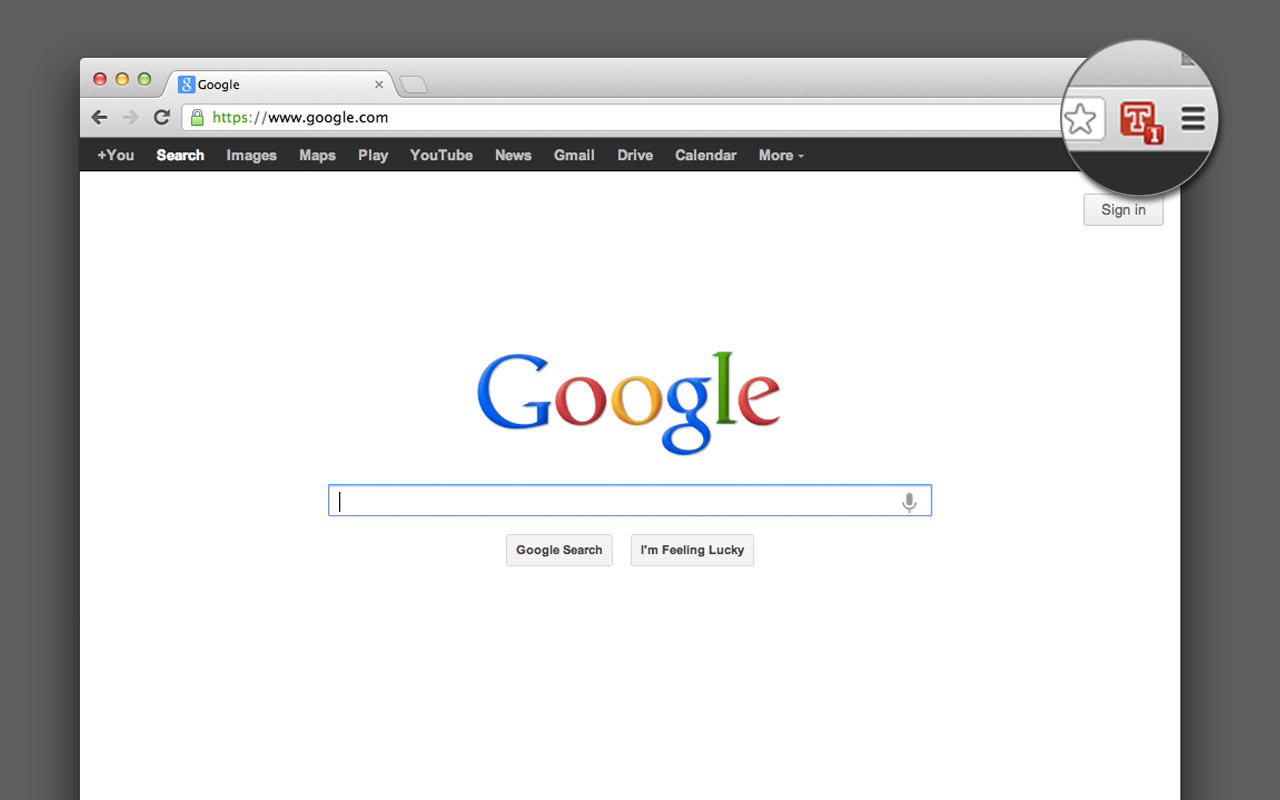 Google
https://www.google.com
T 1
+You Search Images Maps Play YouTube News Gmail Drive Calendar More
Sign in
Google
Google Search I'm Feeling Lucky